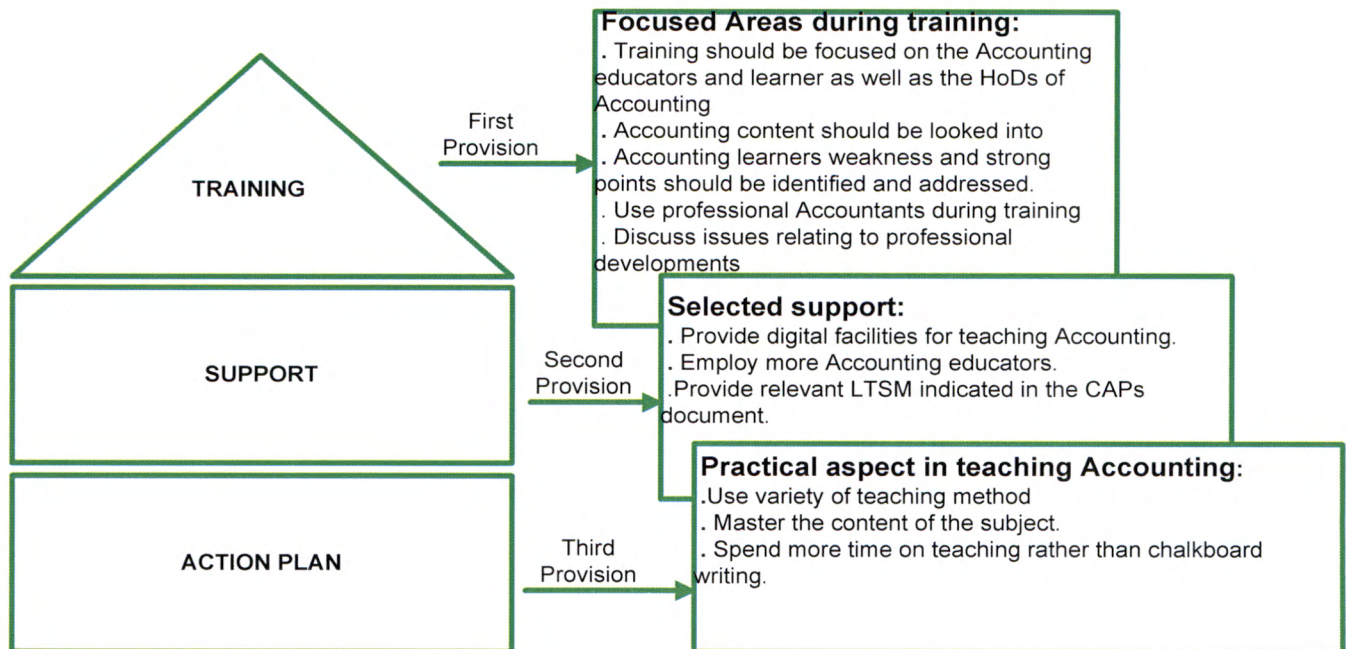 Focused Areas during training:
. Training should be focused on the Accounting
educators and learner as well as the HoDs of
Accounting
. Accounting content should be looked into
. Accounting learners weakness and strong
points should be identified and addressed.
. Use professional Accountants during training
. Discuss issues relating to professional
developments
First
Provision
TRAINING
Selected support:
. Provide digital facilities for teaching Accounting.
. Employ more Accounting educators.
.Provide relevant LTSM indicated in the CAPs
document.
Second
Provision
SUPPORT
Practical aspect in teaching Accounting:
.Use variety of teaching method
. Master the content of the subject.
. Spend more time on teaching rather than chalkboard
writing.
Third
Provision
ACTION PLAN